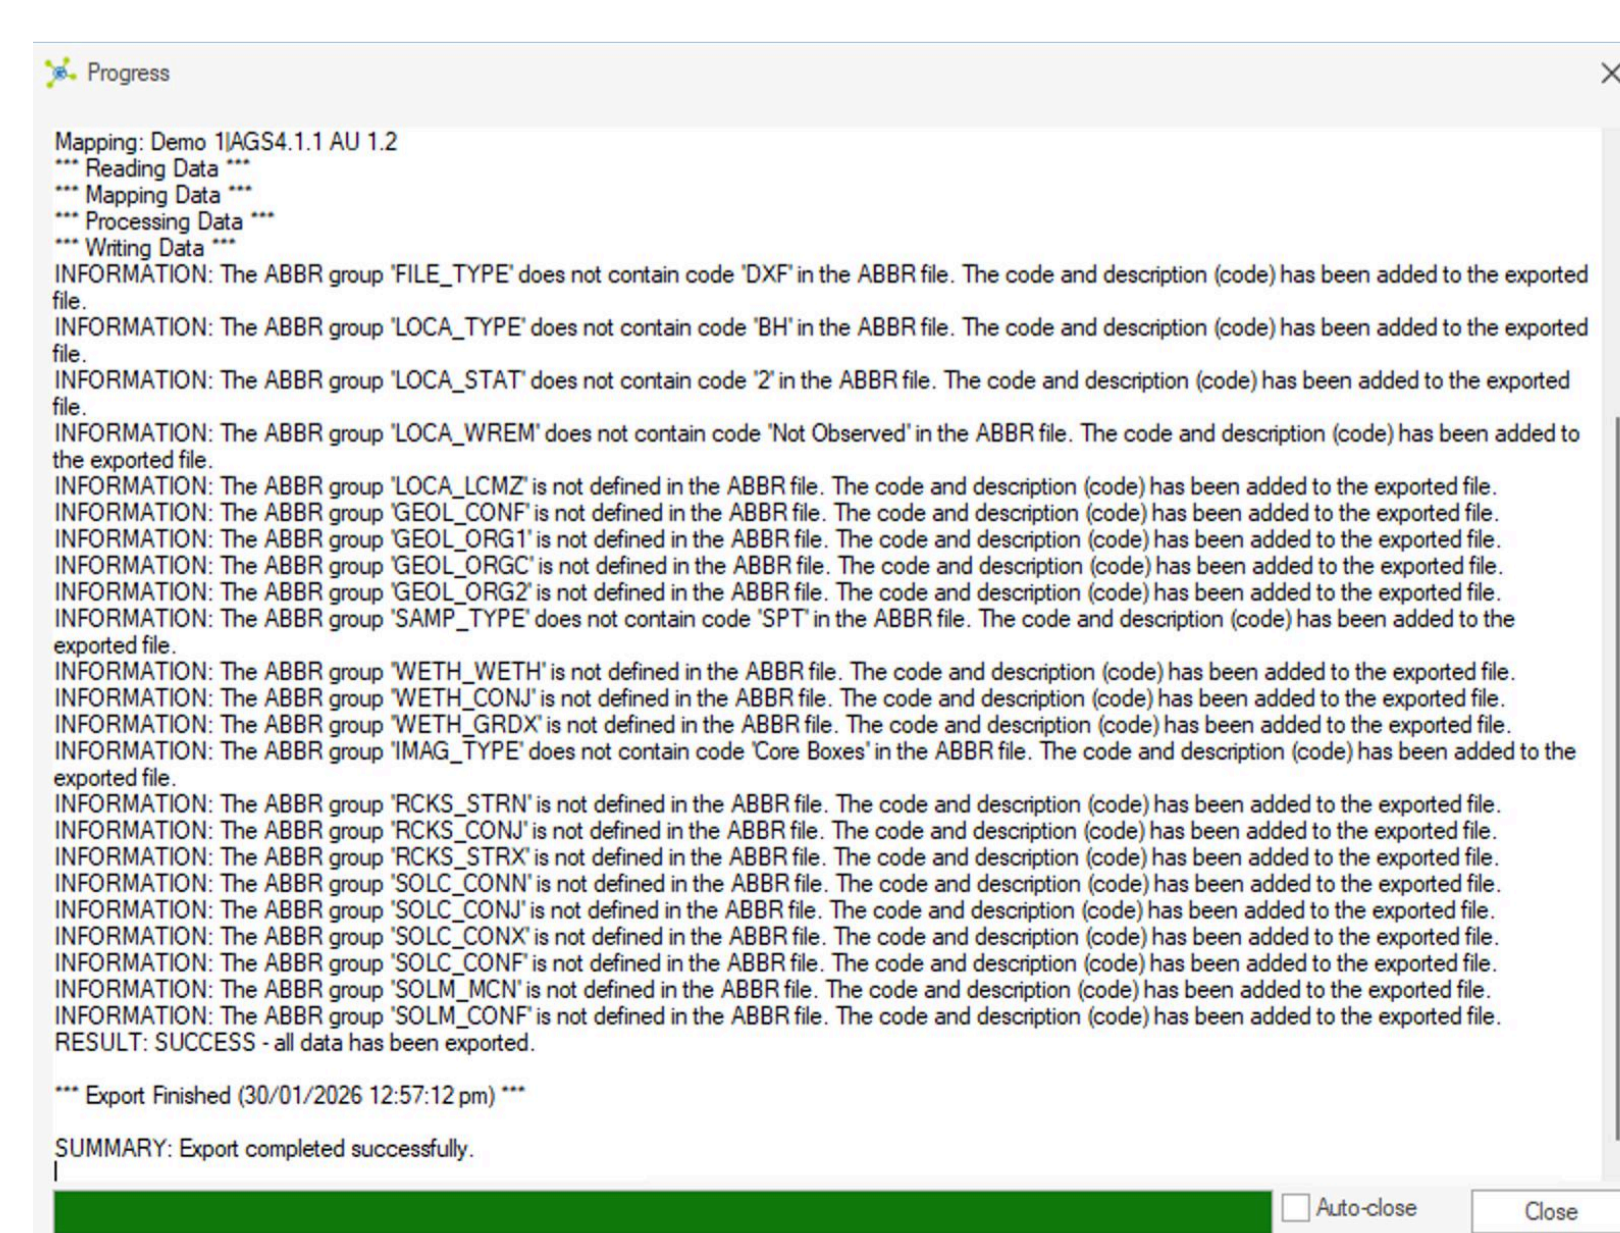 Progress
Mapping: Demo 1|AGS4.1.1 AU 1.2
*** Reading Data ***
*** Mapping Data ***
*** Processing Data ***
*** Writing Data ***
INFORMATION: The ABBR group 'FILE_TYPE' does not contain code 'DXF' in the ABBR file. The code and description (code) has been added to the exported
file.
INFORMATION: The ABBR group 'LOCA_TYPE' does not contain code 'BH' in the ABBR file. The code and description (code) has been added to the exported
file.
INFORMATION: The ABBR group 'LOCA_STAT' does not contain code '2' in the ABBR file. The code and description (code) has been added to the exported
file.
INFORMATION: The ABBR group 'LOCA_WREM' does not contain code 'Not Observed' in the ABBR file. The code and description (code) has been added to
the exported file.
INFORMATION: The ABBR group 'LOCA_LCMZ' is not defined in the ABBR file. The code and description (code) has been added to the exported file.
INFORMATION: The ABBR group 'GEOL_CONF' is not defined in the ABBR file. The code and description (code) has been added to the exported file.
INFORMATION: The ABBR group 'GEOL_ORG1' is not defined in the ABBR file. The code and description (code) has been added to the exported file.
INFORMATION: The ABBR group 'GEOL_ORGC' is not defined in the ABBR file. The code and description (code) has been added to the exported file.
INFORMATION: The ABBR group 'GEOL_ORG2' is not defined in the ABBR file. The code and description (code) has been added to the exported file.
INFORMATION: The ABBR group 'SAMP_TYPE' does not contain code 'SPT' in the ABBR file. The code and description (code) has been added to the
exported file.
INFORMATION: The ABBR group 'WETH_WETH' is not defined in the ABBR file. The code and description (code) has been added to the exported file.
INFORMATION: The ABBR group 'WETH_CONJ' is not defined in the ABBR file. The code and description (code) has been added to the exported file.
INFORMATION: The ABBR group 'WETH_GRDX' is not defined in the ABBR file. The code and description (code) has been added to the exported file.
INFORMATION: The ABBR group 'IMAG_TYPE' does not contain code 'Core Boxes' in the ABBR file. The code and description (code) has been added to the
exported file.
INFORMATION: The ABBR group 'RCKS_STRN' is not defined in the ABBR file. The code and description (code) has been added to the exported file.
INFORMATION: The ABBR group 'RCKS_CONJ' is not defined in the ABBR file. The code and description (code) has been added to the exported file.
INFORMATION: The ABBR group 'RCKS_STRX' is not defined in the ABBR file. The code and description (code) has been added to the exported file.
INFORMATION: The ABBR group 'SOLC_CONN' is not defined in the ABBR file. The code and description (code) has been added to the exported file.
INFORMATION: The ABBR group 'SOLC_CONJ' is not defined in the ABBR file. The code and description (code) has been added to the exported file.
INFORMATION: The ABBR group 'SOLC_CONX' is not defined in the ABBR file. The code and description (code) has been added to the exported file.
INFORMATION: The ABBR group 'SOLC_CONF' is not defined in the ABBR file. The code and description (code) has been added to the exported file.
INFORMATION: The ABBR group 'SOLM_MCN' is not defined in the ABBR file. The code and description (code) has been added to the exported file.
INFORMATION: The ABBR group 'SOLM_CONF' is not defined in the ABBR file. The code and description (code) has been added to the exported file.
RESULT: SUCCESS - all data has been exported.
*** Export Finished (30/01/2026 12:57:12 pm) ***
SUMMARY: Export completed successfully.
Auto-close
Close